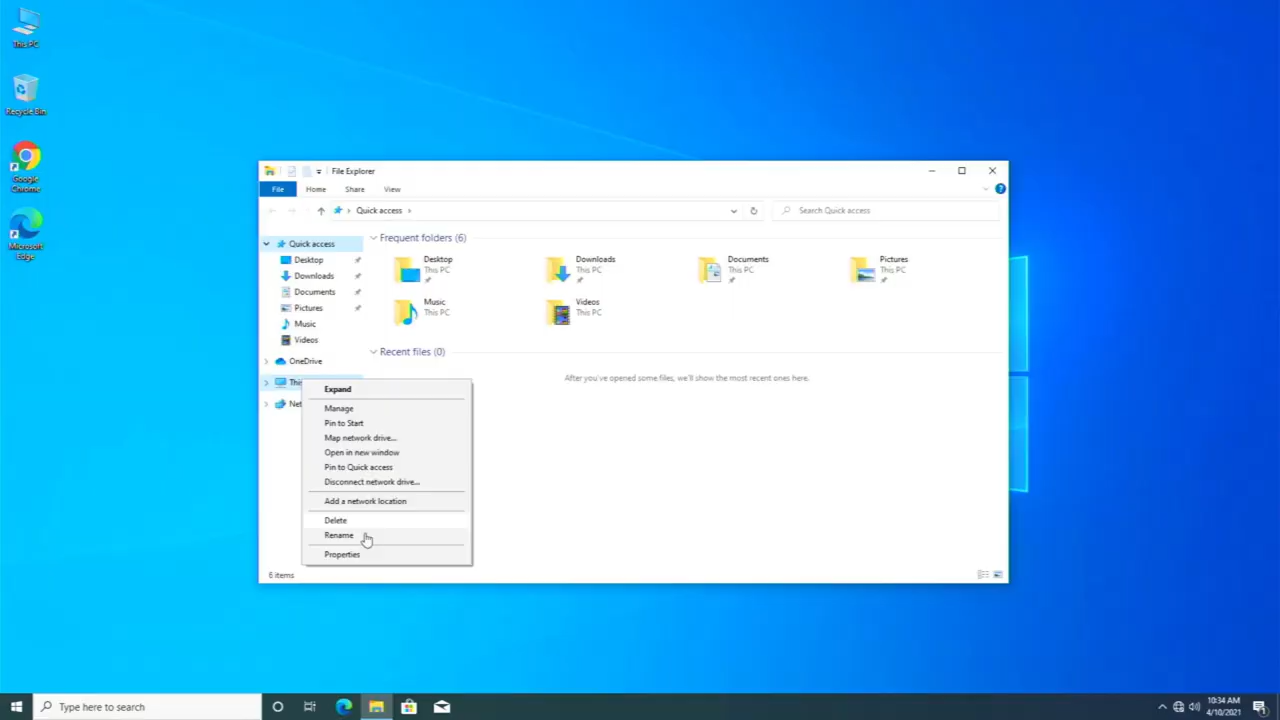 This PC
Recycle Bin
Google
Chrome
Microsoft
Edge
File Explorer
File
Home
Share
View
Quick access
Search Quick access
Quick access
Desktop
Downloads
Documents
Pictures
Music
Videos
OneDrive
This
Net
Frequent folders (6)
Desktop
This PC
Downloads
This PC
Documents
This PC
Pictures
This PC
Music
This PC
Videos
This PC
Recent files (0)
After you've opened some files, we'll show the most recent ones here.
Expand
Manage
Pin to Start
Map network drive...
Open in new window
Pin to Quick access
Disconnect network drive...
Add a network location
Delete
Rename
Properties
6 items
Type here to search
10:34 AM
4/10/2021
1